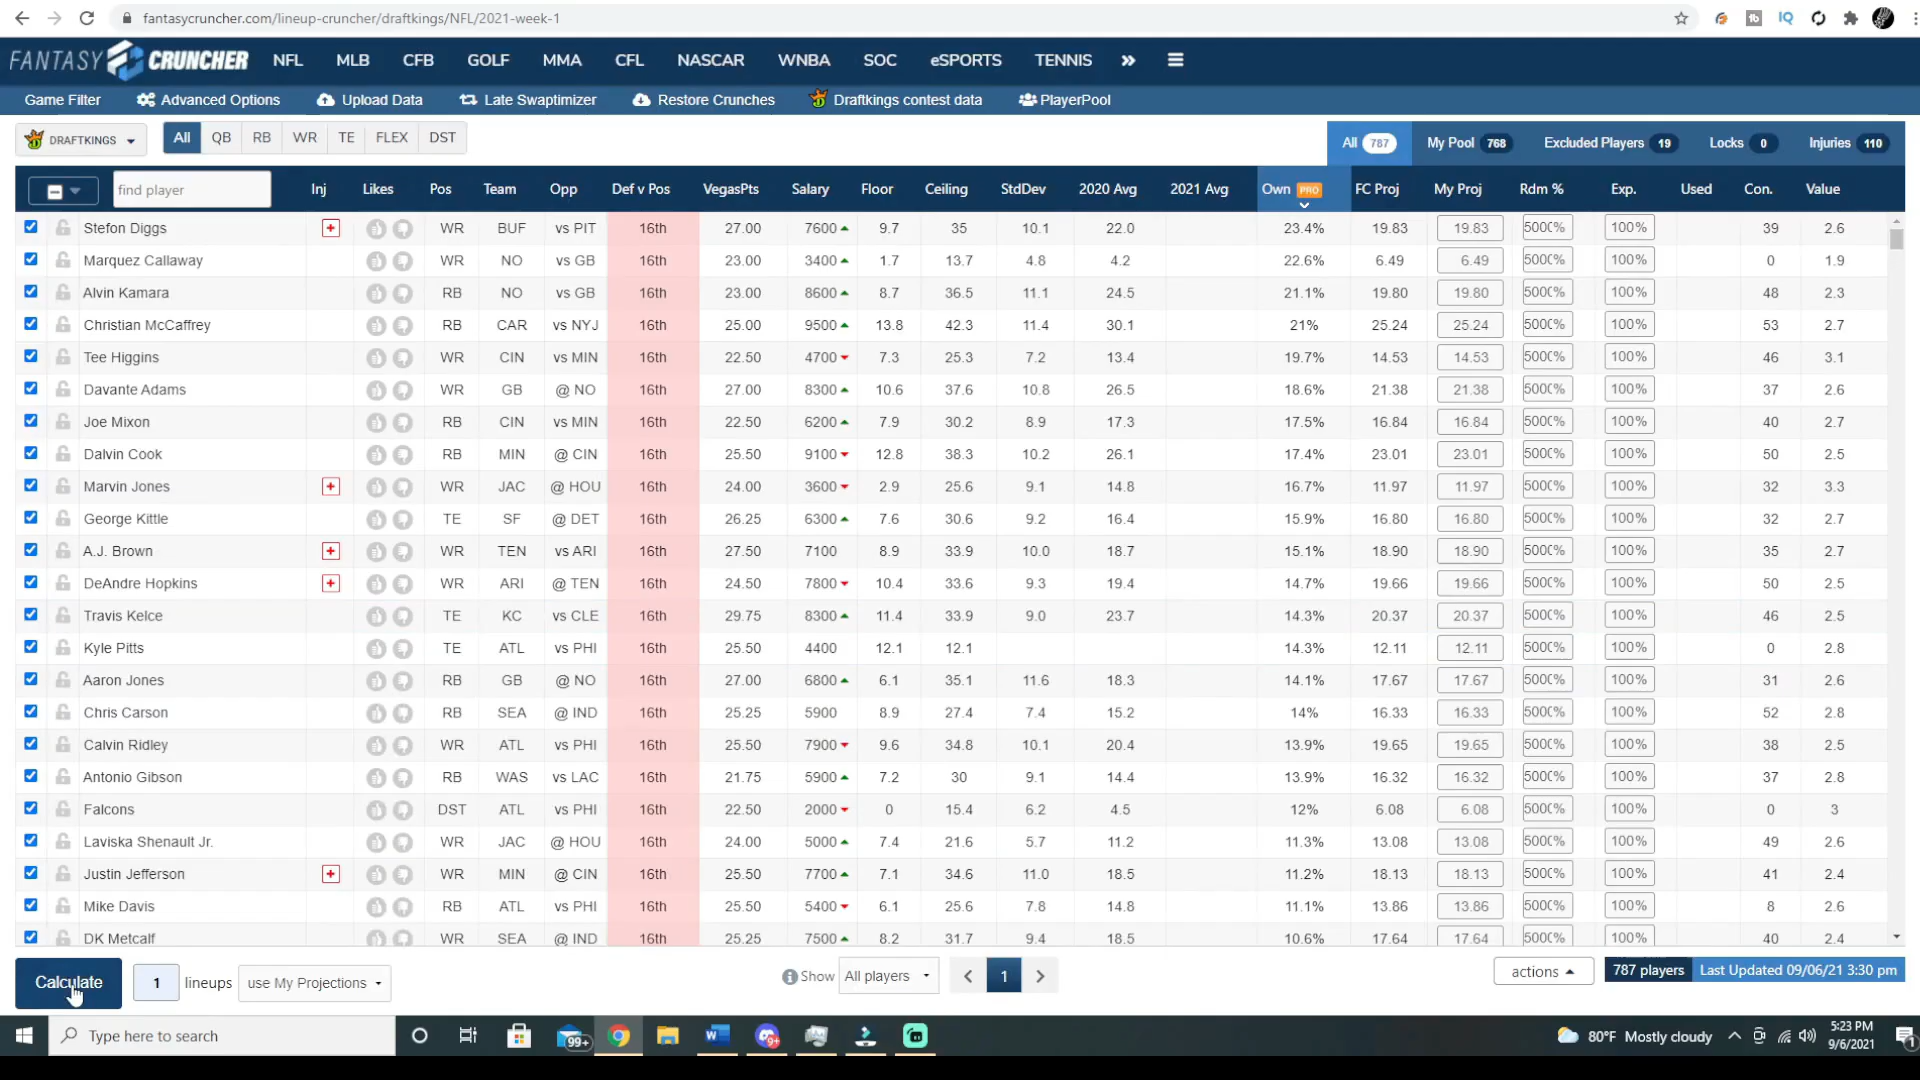 fantasycruncher.com/lineup-cruncher/draftkings/NFL/2021-week-1
FANTASY CRUNCHER NFL MLB CFB GOLF MMA CFL NASCAR WNBA SOC eSPORTS TENNIS »
Game Filter Advanced Options Upload Data Late Swaptimizer Restore Crunches Draftkings contest data PlayerPool
DRAFTKINGS All QB RB WR TE FLEX DST All 787 My Pool 768 Excluded Players 19 Locks 0 Injuries 110
find player Inj Likes Pos Team Opp Def v Pos VegasPts Salary Floor Ceiling StdDev 2020 Avg 2021 Avg Own PRO FC Proj My Proj Rdm % Exp. Used Con. Value
Stefon Diggs WR BUF vs PIT 16th 27.00 7600 9.7 35 10.1 22.0 23.4% 19.83 19.83 500% 100% 39 2.6
Marquez Callaway WR NO vs GB 16th 23.00 3400 1.7 13.7 4.8 4.2 22.6% 6.49 6.49 500% 100% 0 1.9
Alvin Kamara RB NO vs GB 16th 23.00 8600 8.7 36.5 11.1 24.5 21.1% 19.80 19.80 500% 100% 48 2.3
Christian McCaffrey RB CAR vs NYJ 16th 25.00 9500 13.8 42.3 11.4 30.1 21% 25.24 25.24 500% 100% 53 2.7
Tee Higgins WR CIN vs MIN 16th 22.50 4700 7.3 25.3 7.2 13.4 19.7% 14.53 14.53 500% 100% 46 3.1
Davante Adams WR GB @ NO 16th 27.00 8300 10.6 37.6 10.8 26.5 18.6% 21.38 21.38 500% 100% 37 2.6
Joe Mixon RB CIN vs MIN 16th 22.50 6200 7.9 30.2 8.9 17.3 17.5% 16.84 16.84 500% 100% 40 2.7
Dalvin Cook RB MIN @ CIN 16th 25.50 9100 12.8 38.3 10.2 26.1 17.4% 23.01 23.01 500% 100% 50 2.5
Marvin Jones WR JAC @ HOU 16th 24.00 3600 2.9 25.6 9.1 14.8 16.7% 11.97 11.97 500% 100% 32 3.3
George Kittle TE SF @ DET 16th 26.25 6300 7.6 30.6 9.2 16.4 15.9% 16.80 16.80 500% 100% 32 2.7
A.J. Brown WR TEN vs ARI 16th 27.50 7100 8.9 33.9 10.0 18.7 15.1% 18.90 18.90 500% 100% 35 2.7
DeAndre Hopkins WR ARI @ TEN 16th 24.50 7800 10.4 33.6 9.3 19.4 14.7% 19.66 19.66 500% 100% 50 2.5
Travis Kelce TE KC vs CLE 16th 29.75 8300 11.4 33.9 9.0 23.7 14.3% 20.37 20.37 500% 100% 46 2.5
Kyle Pitts TE ATL vs PHI 16th 25.50 4400 12.1 12.1 14.3% 12.11 12.11 500% 100% 0 2.8
Aaron Jones RB GB @ NO 16th 27.00 6800 6.1 35.1 11.6 18.3 14.1% 17.67 17.67 500% 100% 31 2.6
Chris Carson RB SEA @ IND 16th 25.25 5900 8.9 27.4 7.4 15.2 14% 16.33 16.33 500% 100% 52 2.8
Calvin Ridley WR ATL vs PHI 16th 25.50 7900 9.6 34.8 10.1 20.4 13.9% 19.65 19.65 500% 100% 38 2.5
Antonio Gibson RB WAS vs LAC 16th 21.75 5900 7.2 30 9.1 14.4 13.9% 16.32 16.32 500% 100% 37 2.8
Falcons DST ATL vs PHI 16th 22.50 2000 0 15.4 6.2 4.5 12% 6.08 6.08 500% 100% 0 3
Laviska Shenault Jr. WR JAC @ HOU 16th 24.00 5000 7.4 21.6 5.7 11.2 11.3% 13.08 13.08 500% 100% 49 2.6
Justin Jefferson WR MIN @ CIN 16th 25.50 7700 7.1 34.6 11.0 18.5 11.2% 18.13 18.13 500% 100% 41 2.4
Mike Davis RB ATL vs PHI 16th 25.50 5400 6.1 25.6 7.8 14.8 11.1% 13.86 13.86 500% 100% 8 2.6
DK Metcalf WR SEA @ IND 16th 25.25 7500 8.2 31.7 9.4 18.5 10.6% 17.64 17.64 500% 100% 40 2.4
Calculate 1 lineups use My Projections Show All players 1 actions 787 players Last Updated 09/06/21 3:30 pm
Type here to search 99+ 80°F Mostly cloudy 5:23 PM
9/6/2021